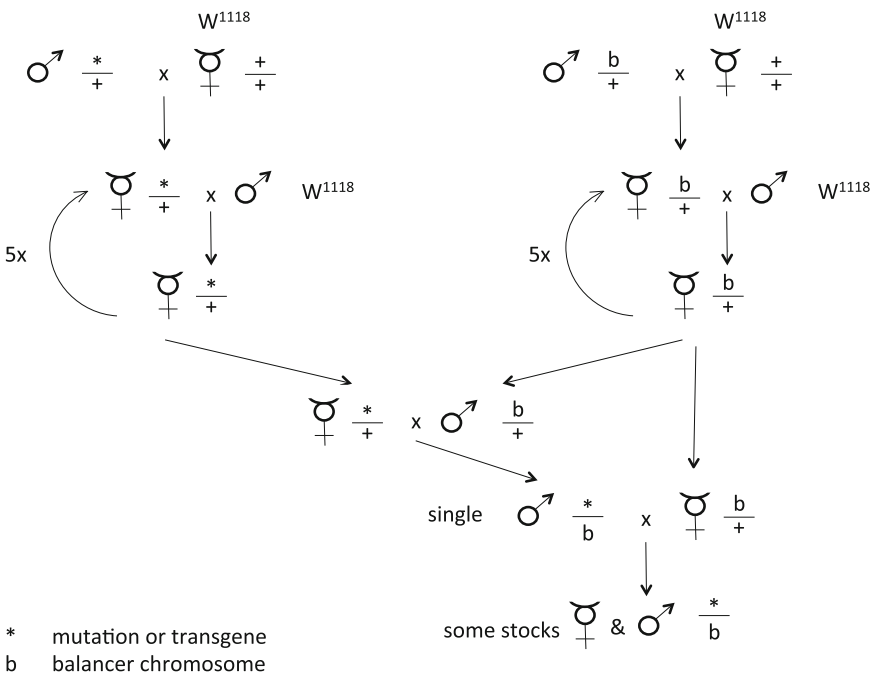 W1118 W1118
* x + b x +
+ + + +
* x W1118 b x W1118
+ +
5x 5x
* b
+ +
* x b
+ +
single * x b
b +
some stocks & *
b
* mutation or transgene
b balancer chromosome